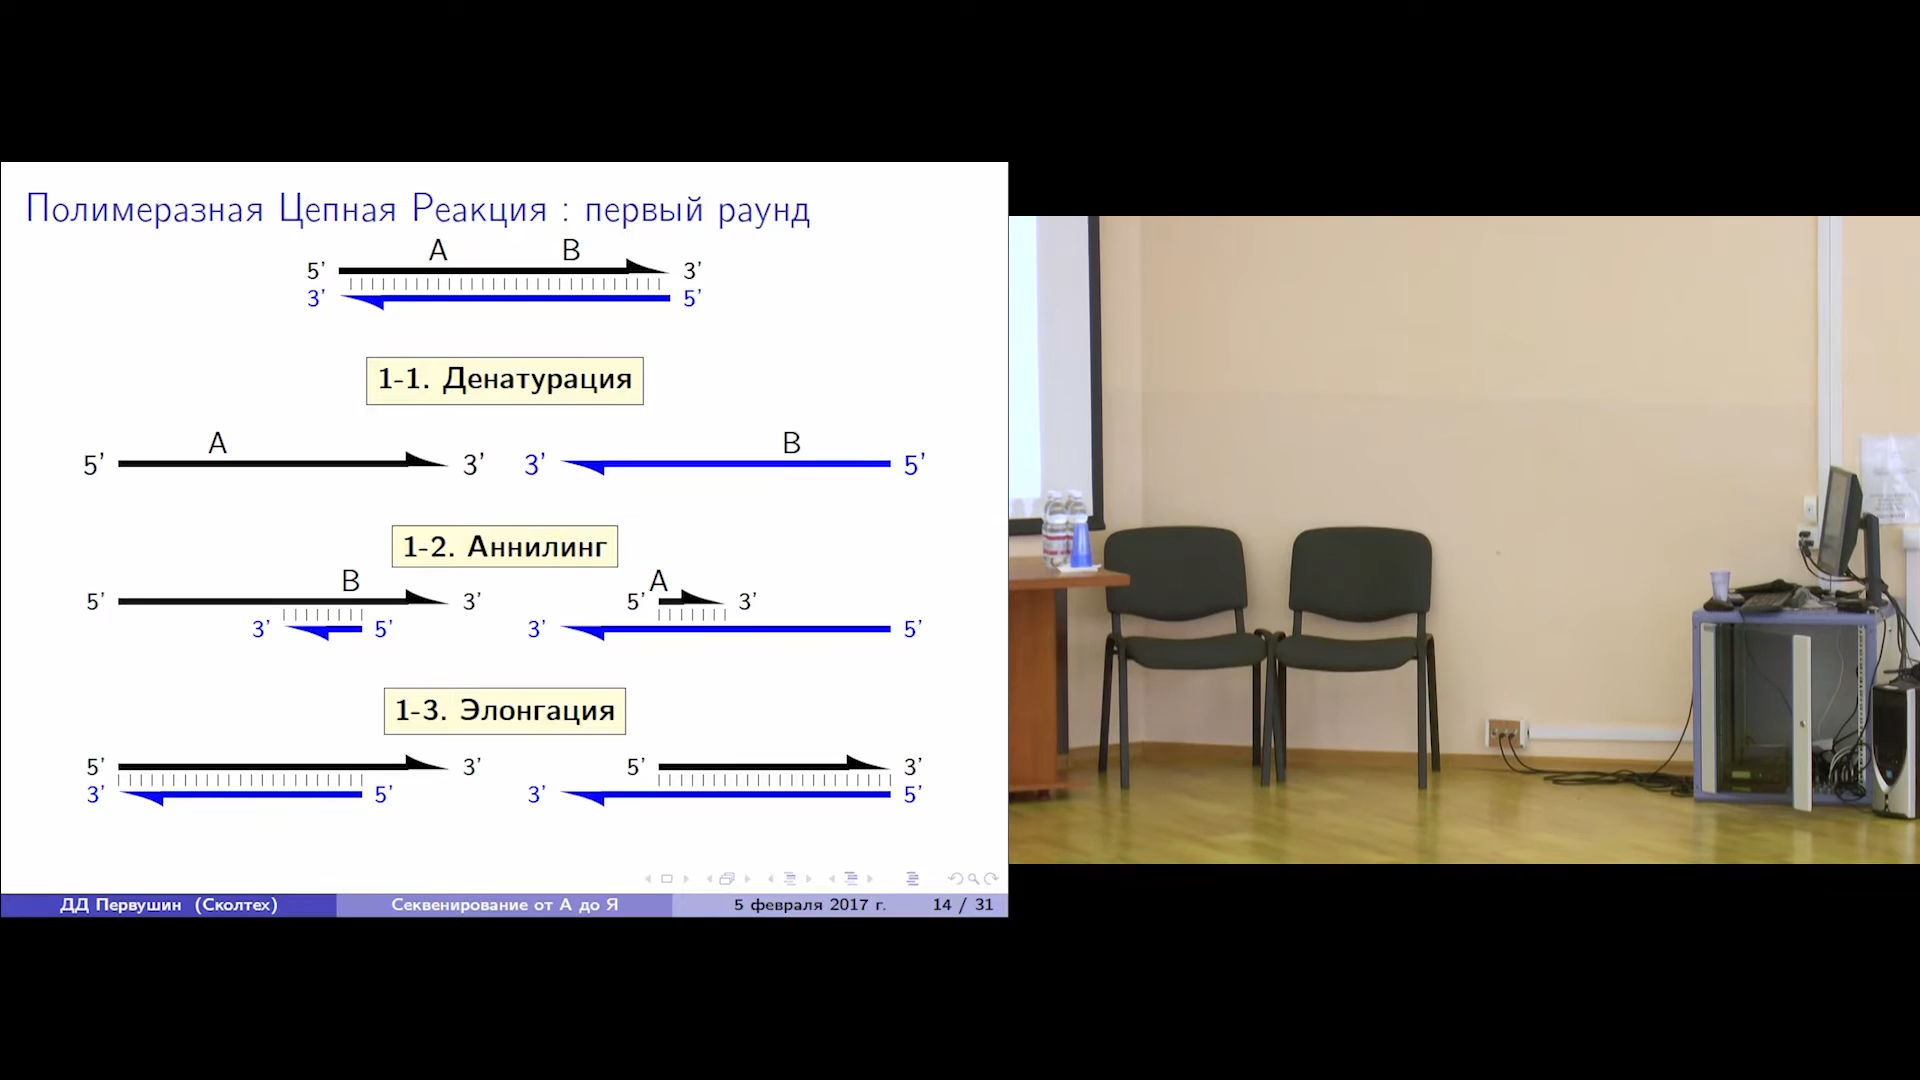 Полимеразная Цепная Реакция : первый раунд
A B
5' 3'
3' 5'
1-1. Денатурация
A B
5' 3' 3' 5'
1-2. Аннилинг
B A
5' 3' 5' 3'
3' 5' 3' 5'
1-3. Элонгация
5' 3' 5' 3'
3' 5' 3' 5'
ДД Первушин (Сколтех) Секвенирование от А до Я 5 февраля 2017 г. 14 / 31